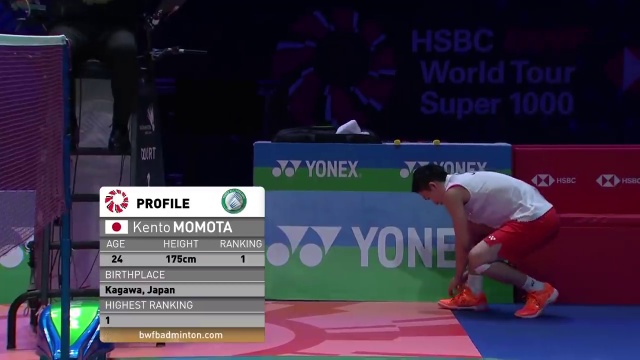 HSBC
World Tour
Super 1000
YONEX
YONEX
HSBC
HSBC
YONEX
PROFILE
Kento MOMOTA
AGE HEIGHT RANKING
24 175cm 1
BIRTHPLACE
Kagawa, Japan
HIGHEST RANKING
1
bwfbadminton.com